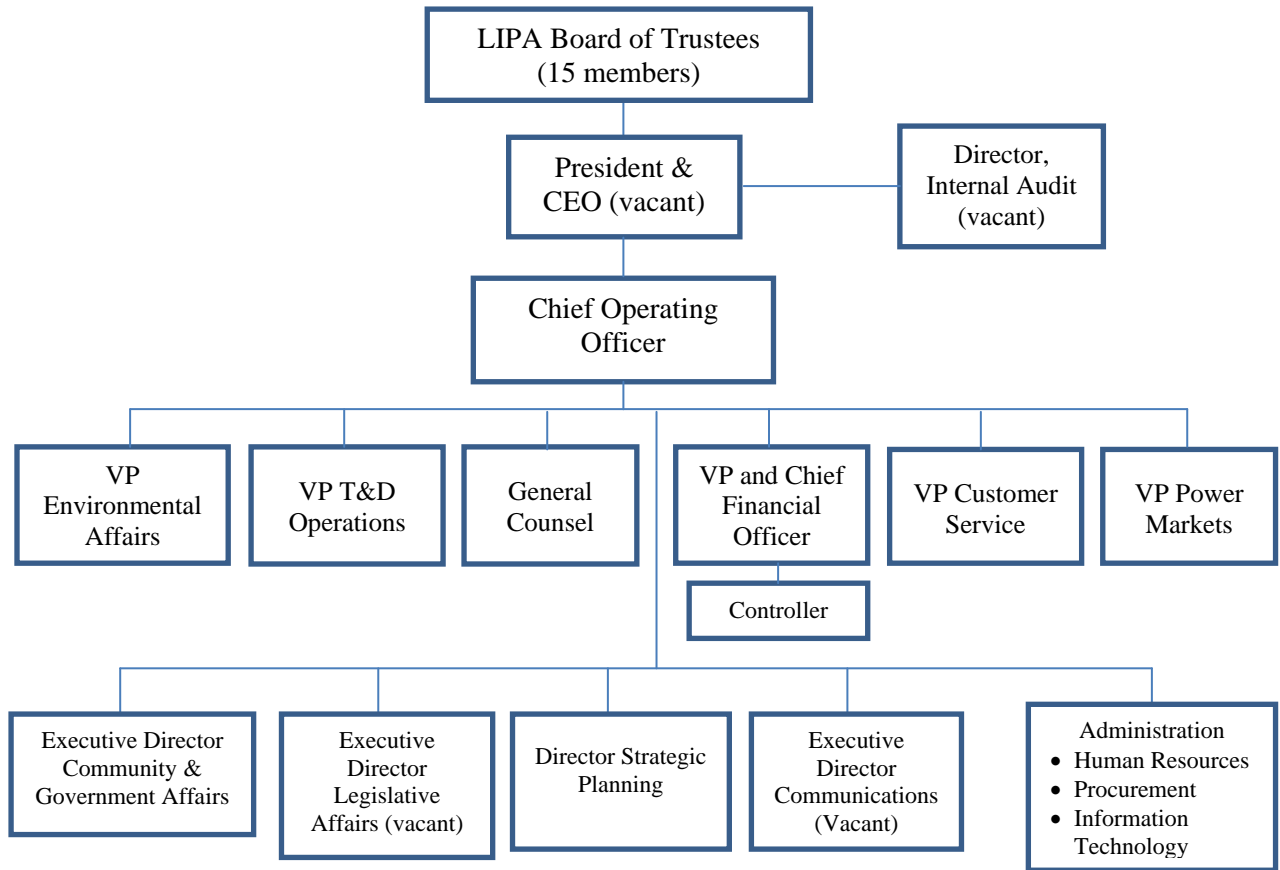 LIPA Board of Trustees
(15 members)
President &
CEO (vacant)
Director,
Internal Audit
(vacant)
Chief Operating
Officer
VP
Environmental
Affairs
VP T&D
Operations
General
Counsel
VP and Chief
Financial
Officer
VP Customer
Service
VP Power
Markets
Controller
Executive Director
Community &
Government Affairs
Executive
Director
Legislative
Affairs (vacant)
Director Strategic
Planning
Executive
Director
Communications
(Vacant)
Administration
• Human Resources
• Procurement
• Information
Technology